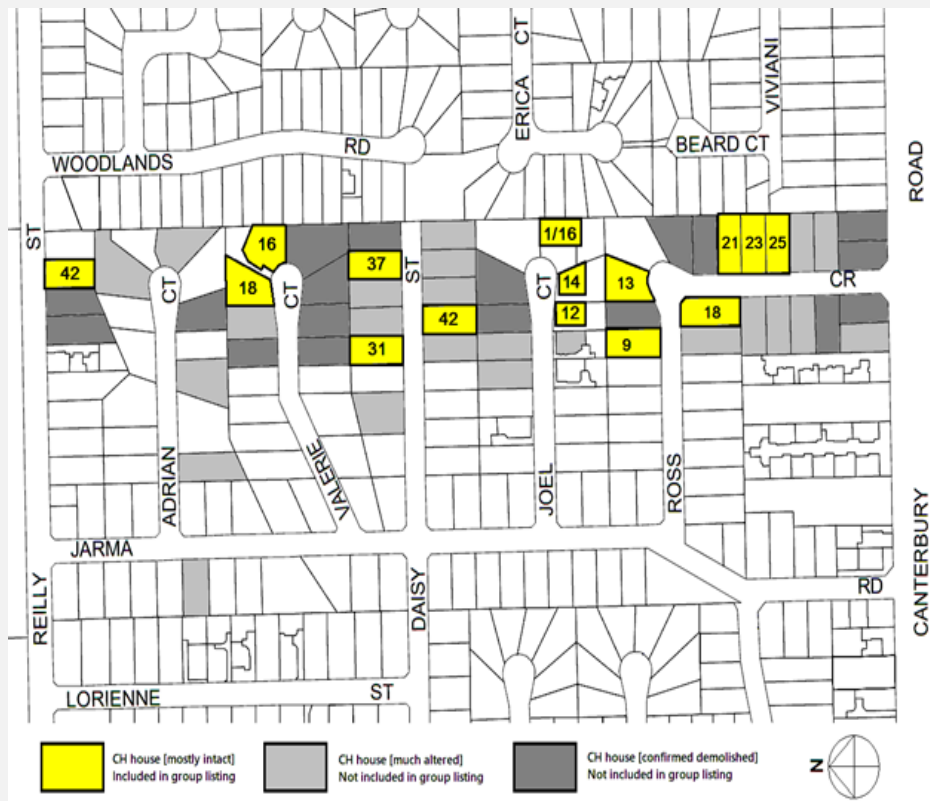 CT
ERICA
VIVIANI
WOODLANDS
RD
BEARD CT
ROAD
ST
42
CT
18
16
CT
37
31
ST
42
1/16
CT
14
12
13
9
21
23
25
CR
18
ADRIAN
VALERIE
JOEL
ROSS
CANTERBURY
JARMA
RD
REILLY
DAISY
LORIENNE
ST
CH house [mostly intact]
Included in group listing
CH house [much altered]
Not included in group listing
CH house [confirmed demolished]
Not included in group listing
N